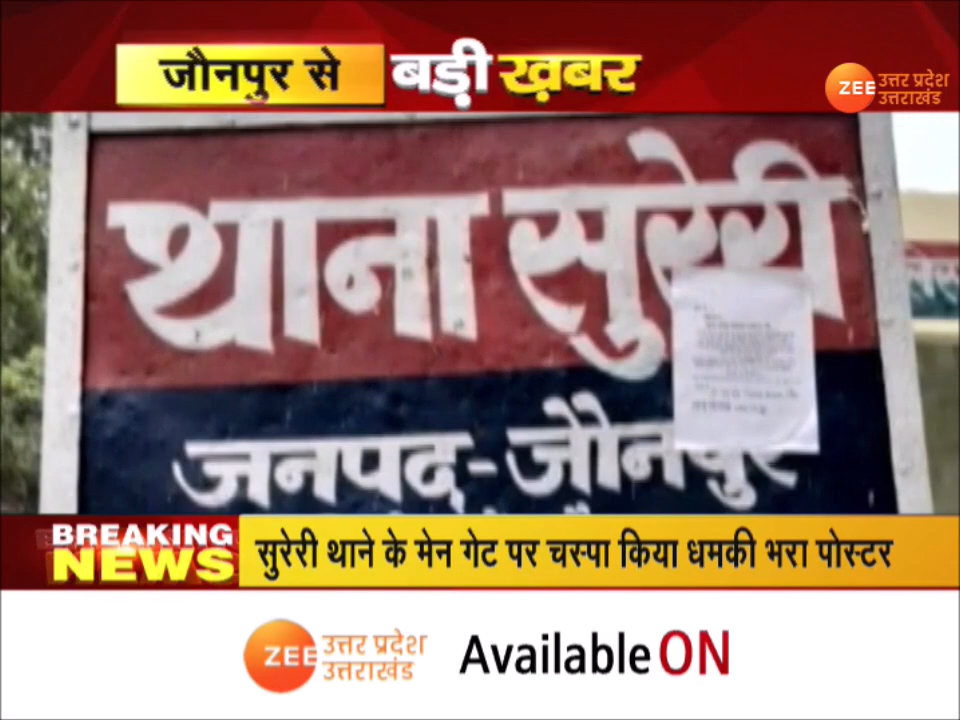 जौनपुर से बड़ी ख़बर
ZEE उत्तर प्रदेश
उत्तराखंड
थाना सुरेरी
जनपद-जौनपुर
BREAKING
NEWS
सुरेरी थाने के मेन गेट पर चस्पा किया धमकी भरा पोस्टर
ZEE उत्तर प्रदेश
उत्तराखंड
Available ON